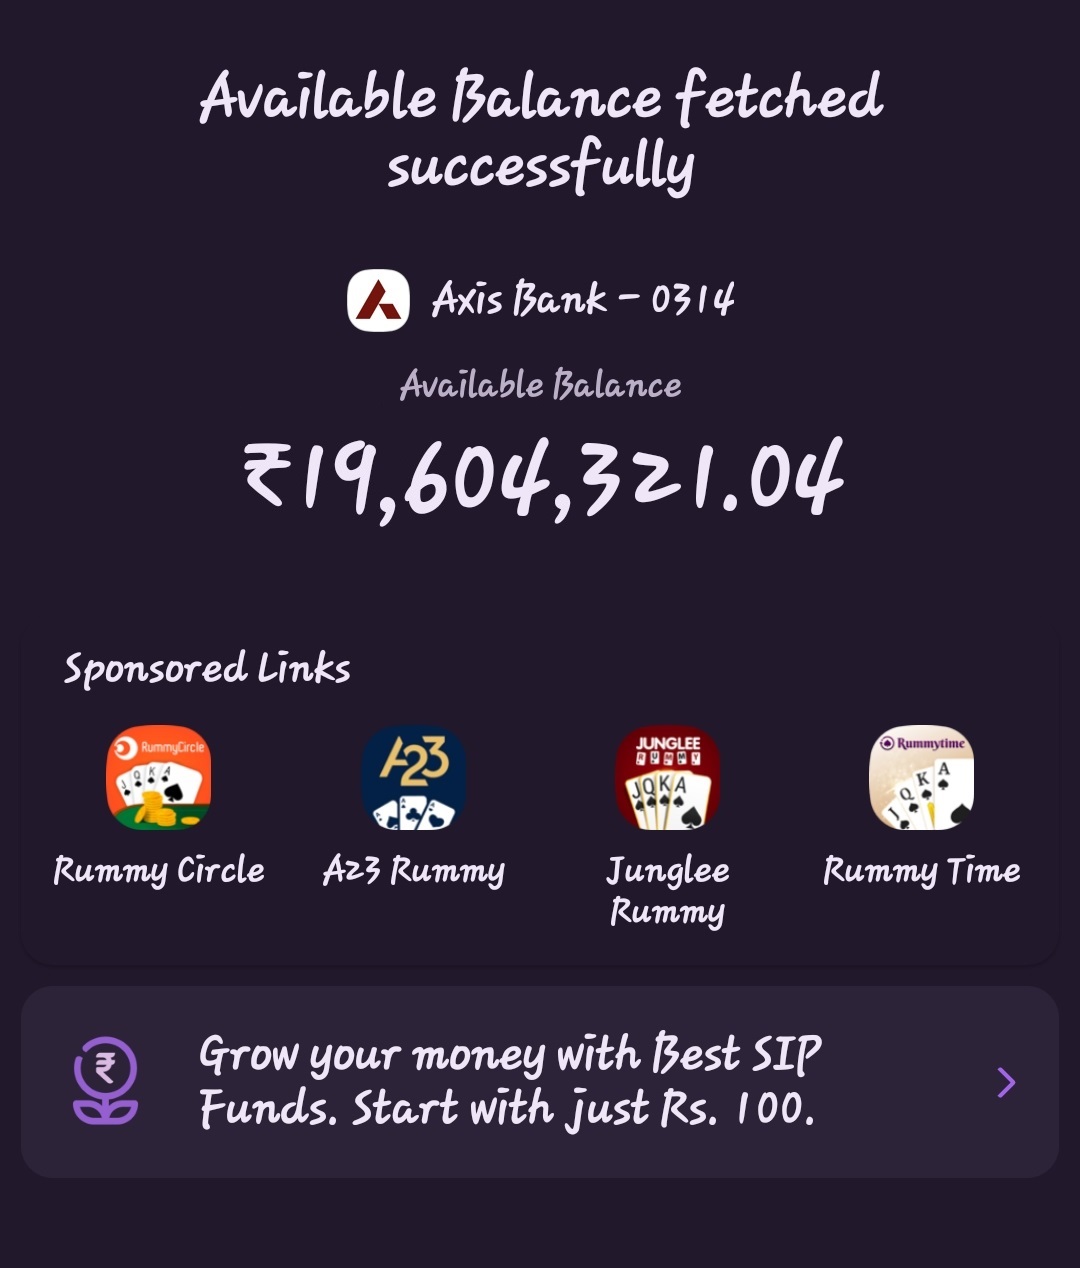 Available Balance fetched
successfully
Axis Bank - 0314
Available Balance
₹19,604,321.04
Sponsored Links
RummyCircle
J Q K A
A23
A
JUNGLEE
RUMMY
J Q K A
Rummytime
J Q K A
Rummy Circle
A23 Rummy
Junglee
Rummy
Rummy Time
₹
Grow your money with Best SIP
Funds. Start with just Rs. 100.